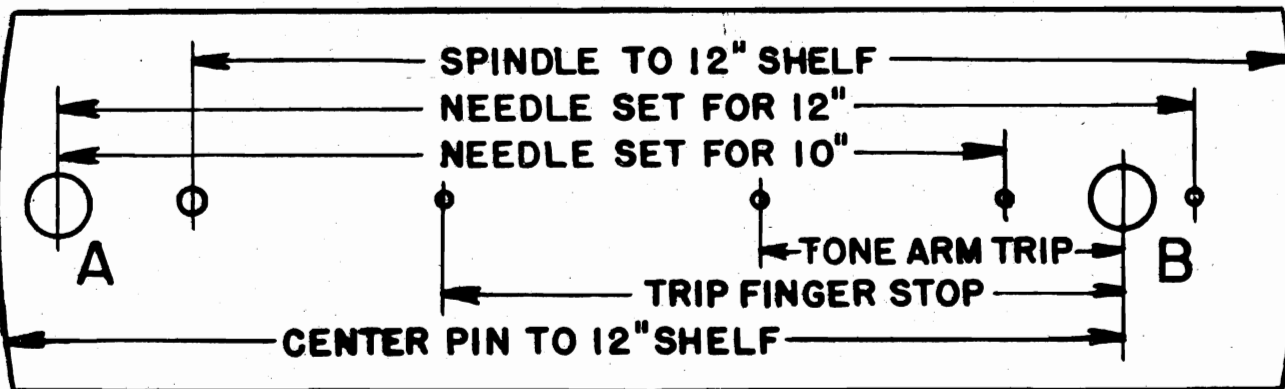 SPINDLE TO 12" SHELF
NEEDLE SET FOR 12"
NEEDLE SET FOR 10"
A
TONE ARM TRIP
B
TRIP FINGER STOP
CENTER PIN TO 12" SHELF